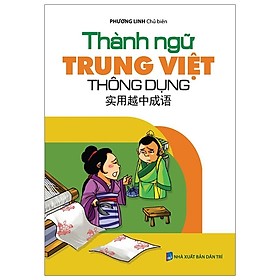 PHƯƠNG LINH Chủ biên
Thành ngữ
TRUNG VIỆT
THÔNG DỤNG
实用越中成语
NHÀ XUẤT BẢN DÂN TRÍ